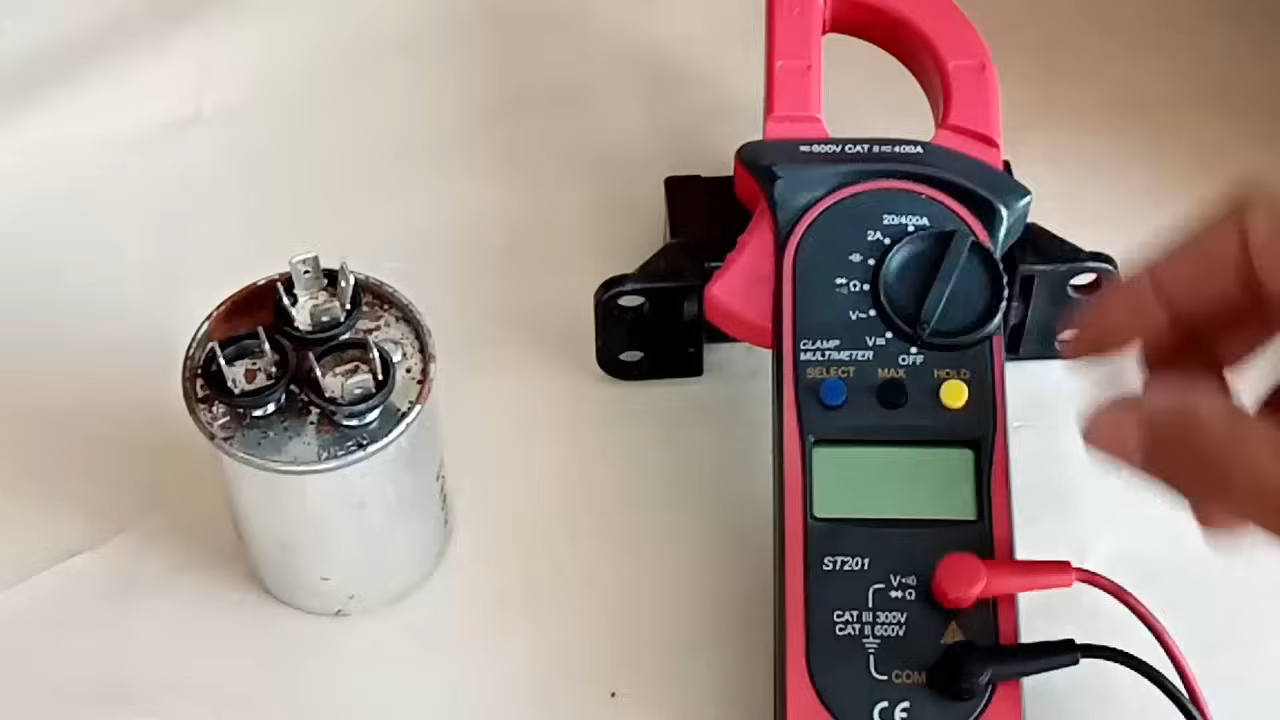 ≂600V CAT II ≂ 400A
20/400A
2A
Ω
V~
V⎓
OFF
CLAMP
MULTIMETER
SELECT MAX HOLD
ST201
V
Ω
CAT III 300V
CAT II 600V
COM
CE